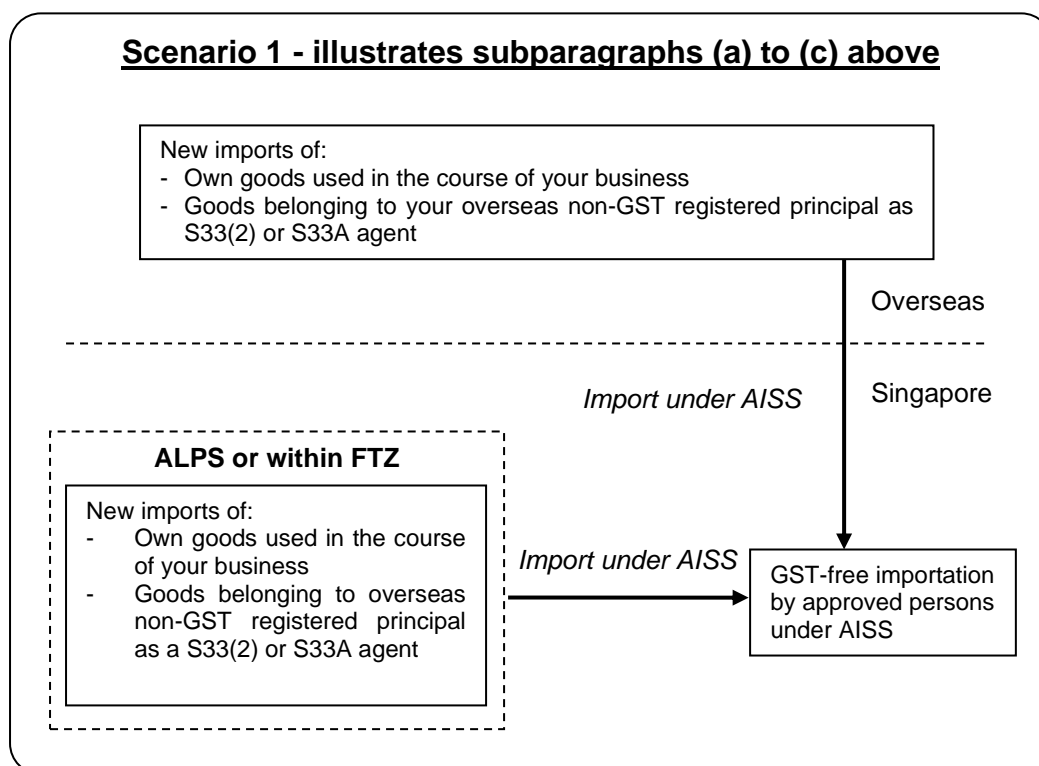 Scenario 1 - illustrates subparagraphs (a) to (c) above
New imports of:
- Own goods used in the course of your business
- Goods belonging to your overseas non-GST registered principal as
S33(2) or S33A agent
Overseas
Import under AISS
Singapore
ALPS or within FTZ
New imports of:
- Own goods used in the course
of your business
- Goods belonging to overseas
non-GST registered principal
as a S33(2) or S33A agent
Import under AISS
GST-free importation
by approved persons
under AISS